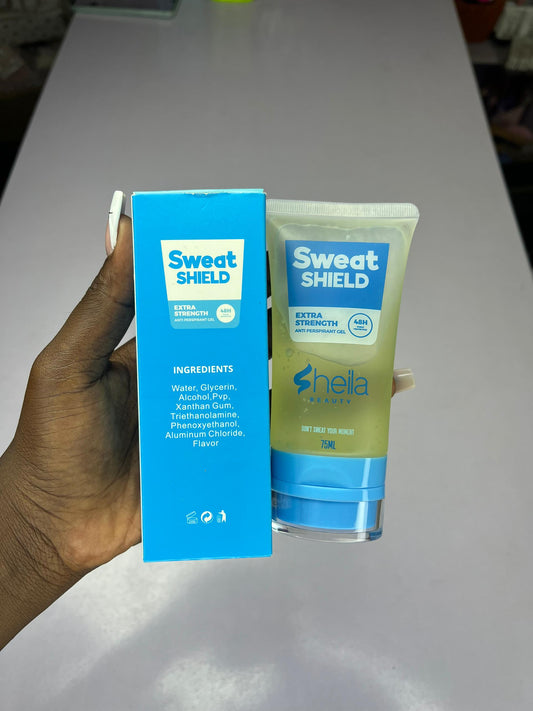 Sweat
SHIELD
EXTRA
STRENGTH
ANTI PERSPIRANT GEL
48H
INGREDIENTS
Water, Glycerin,
Alcohol,Pvp,
Xanthan Gum,
Triethanolamine,
Phenoxyethanol,
Aluminum Chloride,
Flavor
Sweat
SHIELD
EXTRA
STRENGTH
ANTI PERSPIRANT GEL
48H
Sheila
BEAUTY
DON'T SWEAT YOUR MOMENT
75ML